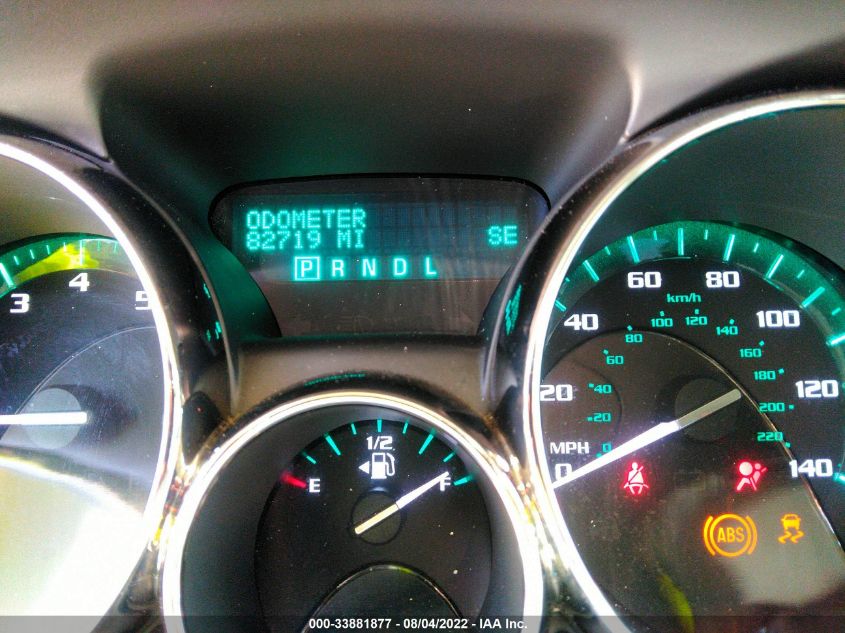 ODOMETER
82719 MI SE
P R N D L
3 4 5
1/2
E F
MPH
0 20 40 60 80 100 120 140
km/h
0 20 40 60 80 100 120 140 160 180 200 220
ABS
000-33881877 - 08/04/2022 - IAA Inc.